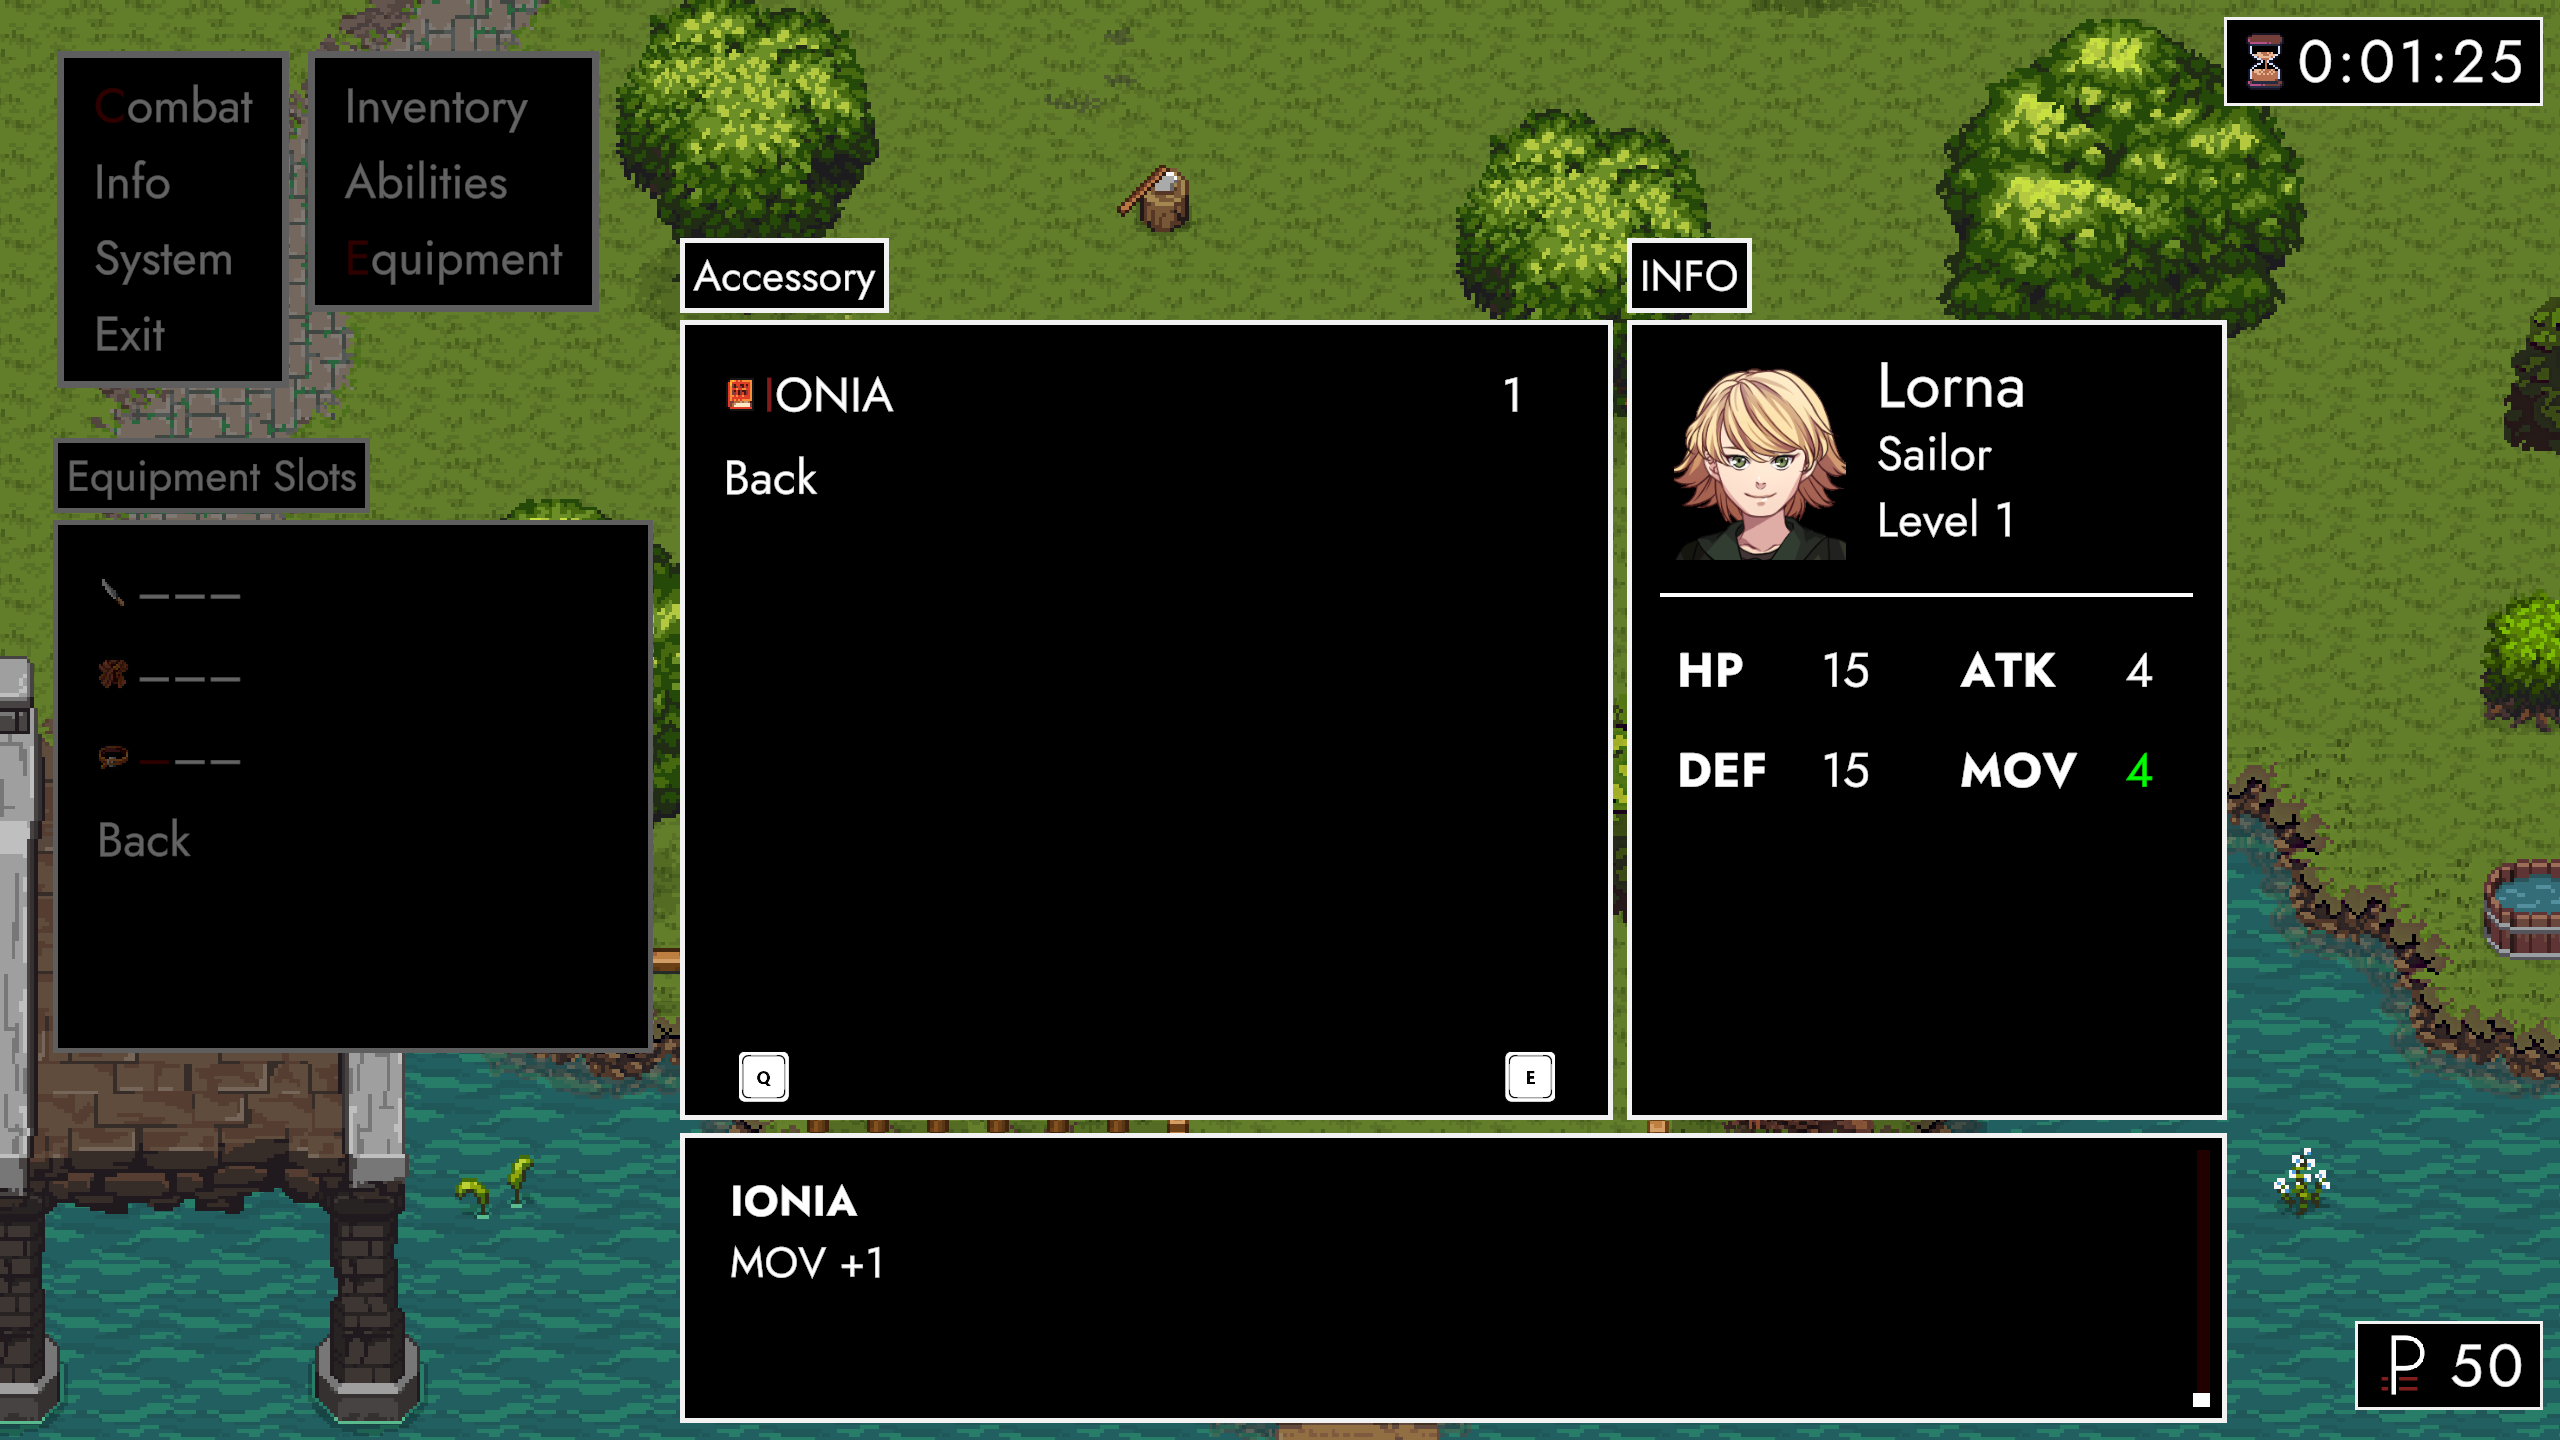 Combat
Info
System
Exit
Inventory
Abilities
Equipment
0:01:25
Equipment Slots
———
———
———
Back
Accessory
IONIA 1
Back
Q E
INFO
Lorna
Sailor
Level 1
HP 15 ATK 4
DEF 15 MOV 4
IONIA
MOV +1
P 50